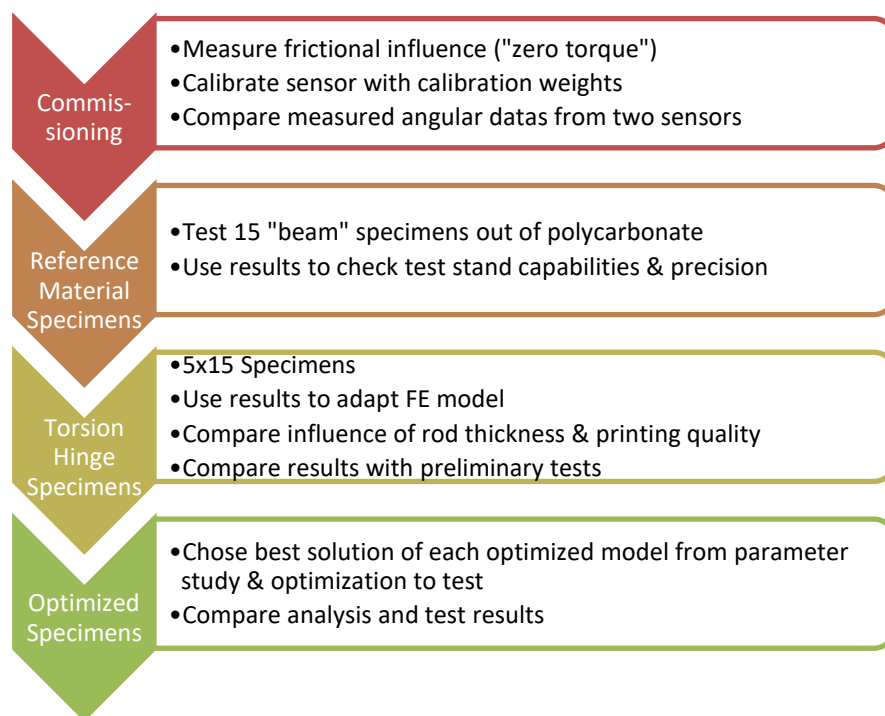 Commis-
sioning
•Measure frictional influence ("zero torque")
•Calibrate sensor with calibration weights
•Compare measured angular datas from two sensors
Reference
Material
Specimens
•Test 15 "beam" specimens out of polycarbonate
•Use results to check test stand capabilities & precision
Torsion
Hinge
Specimens
•5x15 Specimens
•Use results to adapt FE model
•Compare influence of rod thickness & printing quality
•Compare results with preliminary tests
Optimized
Specimens
•Chose best solution of each optimized model from parameter
study & optimization to test
•Compare analysis and test results